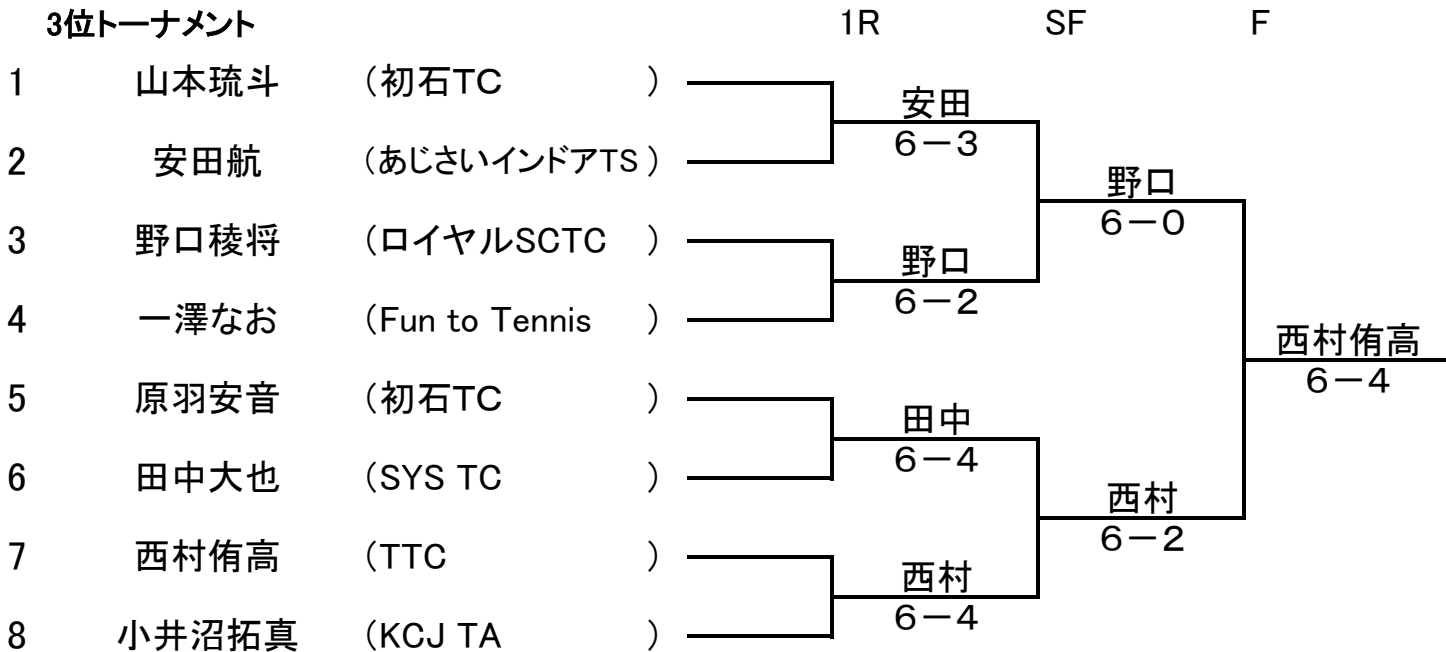 3位トーナメント 1R SF F
1 山本琉斗 (初石TC )
安田
6-3
2 安田航 (あじさいインドアTS )
野口
6-0
3 野口稜将 (ロイヤルSCTC )
野口
6-2
4 一澤なお (Fun to Tennis )
西村侑高
6-4
5 原羽安音 (初石TC )
田中
6-4
6 田中大也 (SYS TC )
西村
6-2
7 西村侑高 (TTC )
西村
6-4
8 小井沼拓真 (KCJ TA )